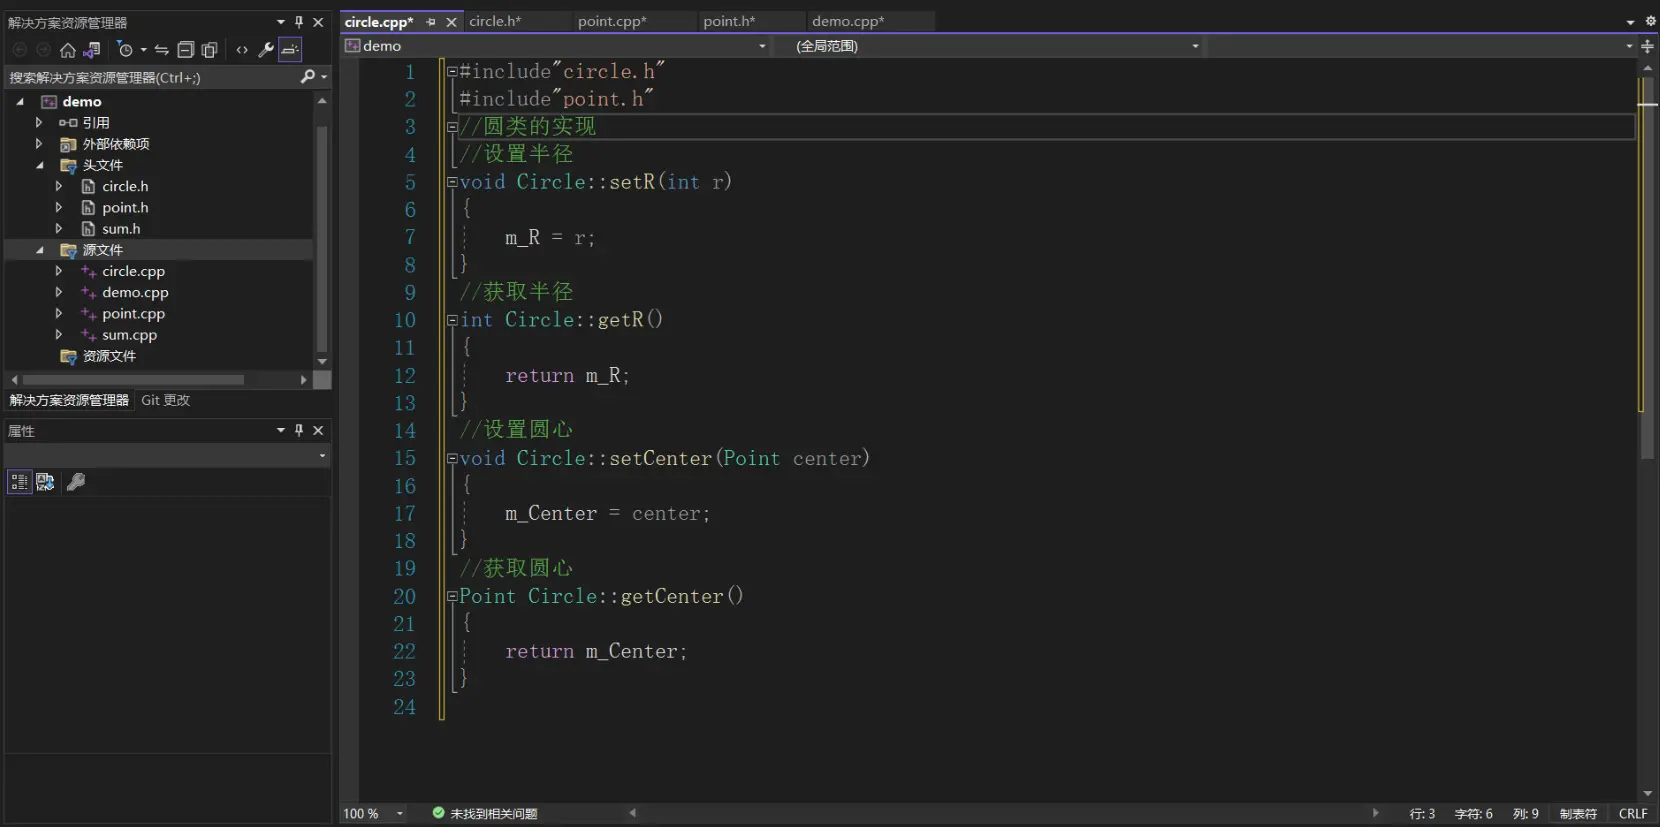 解决方案资源管理器
搜索解决方案资源管理器(Ctrl+;)
demo
引用
外部依赖项
头文件
circle.h
point.h
sum.h
源文件
circle.cpp
demo.cpp
point.cpp
sum.cpp
资源文件
解决方案资源管理器 Git 更改
属性
circle.cpp* circle.h* point.cpp* point.h* demo.cpp*
demo (全局范围)
1 #include"circle.h"
2 #include"point.h"
3 //圆类的实现
4 //设置半径
5 void Circle::setR(int r)
6 {
7 m_R = r;
8 }
9 //获取半径
10 int Circle::getR()
11 {
12 return m_R;
13 }
14 //设置圆心
15 void Circle::setCenter(Point center)
16 {
17 m_Center = center;
18 }
19 //获取圆心
20 Point Circle::getCenter()
21 {
22 return m_Center;
23 }
24
100 % 未找到相关问题 行: 3 字符: 6 列: 9 制表符 CRLF